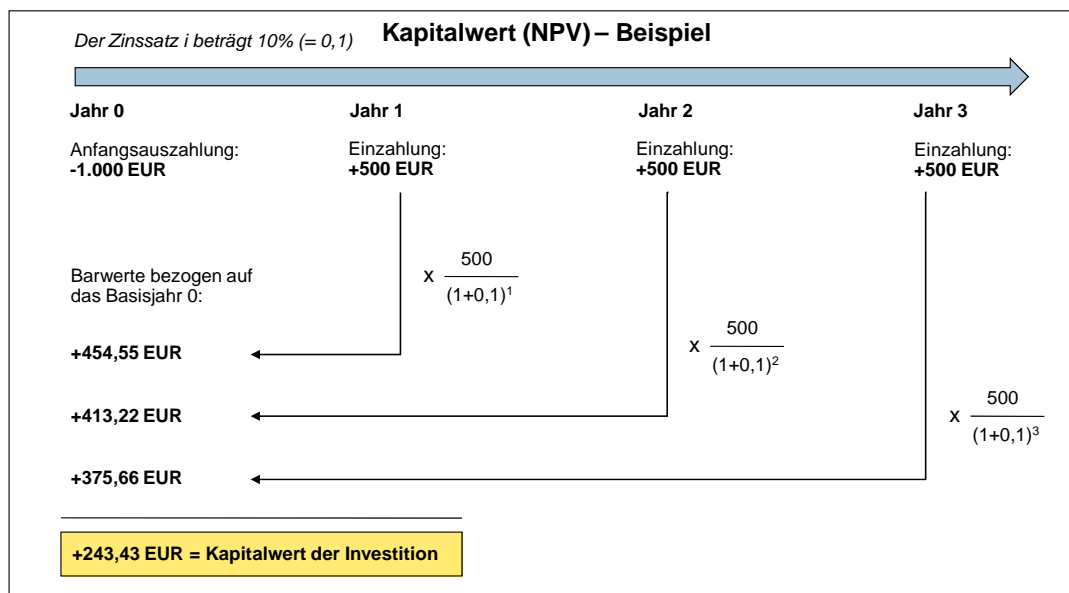 Der Zinssatz i beträgt 10% (= 0,1)
Kapitalwert (NPV) – Beispiel
Jahr 0
Jahr 1
Jahr 2
Jahr 3
Anfangsauszahlung:
-1.000 EUR
Einzahlung:
+500 EUR
Einzahlung:
+500 EUR
Einzahlung:
+500 EUR
Barwerte bezogen auf
das Basisjahr 0:
x 500
(1+0,1)¹
x 500
(1+0,1)²
x 500
(1+0,1)³
+454,55 EUR
+413,22 EUR
+375,66 EUR
+243,43 EUR = Kapitalwert der Investition